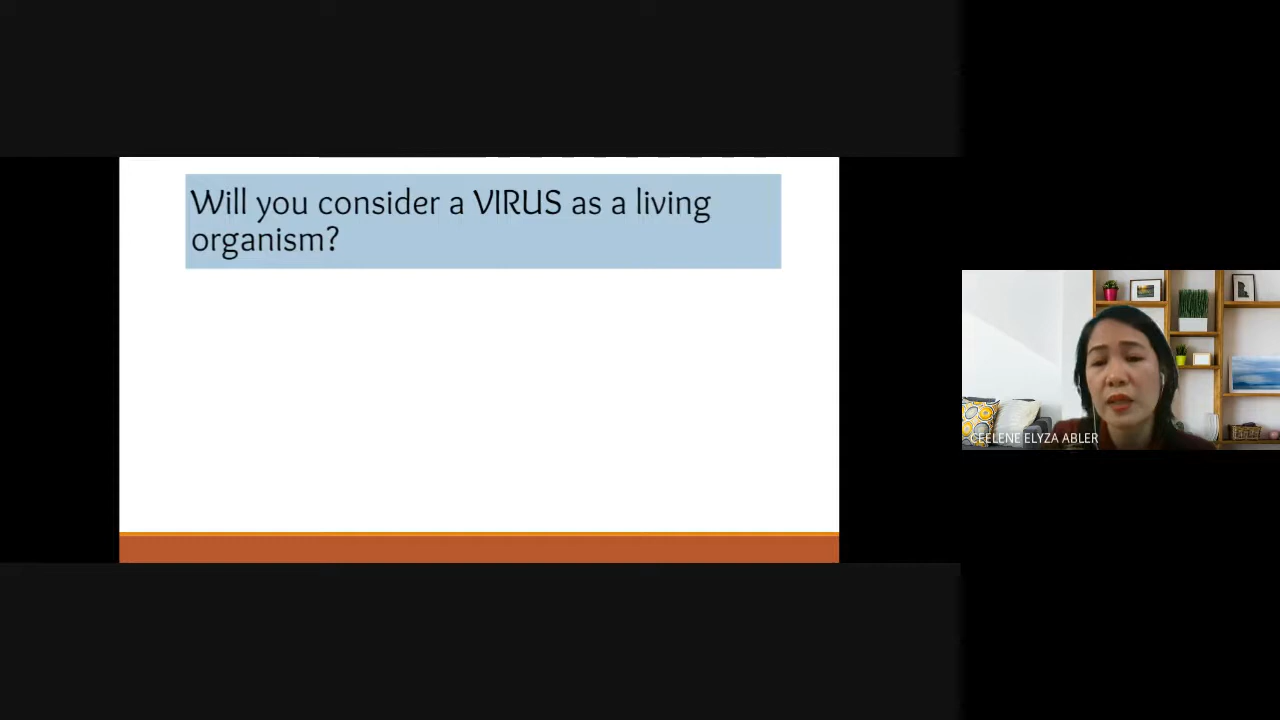 Will you consider a VIRUS as a living
organism?
CEELENE ELYZA ABLER